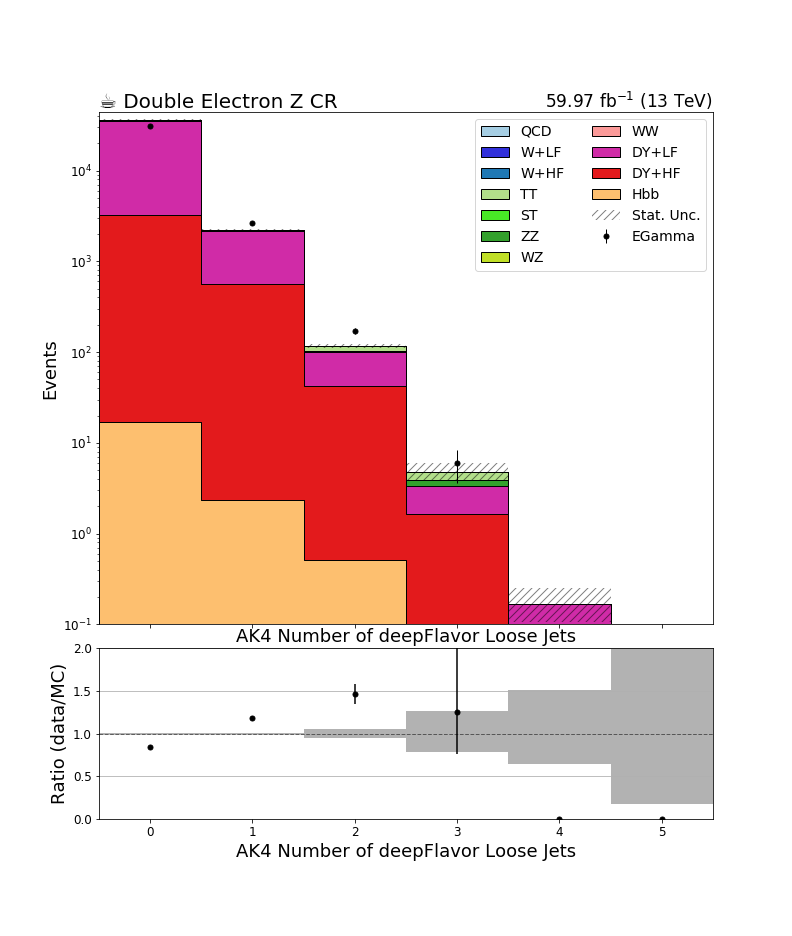 ☕ Double Electron Z CR
59.97 fb⁻¹ (13 TeV)
QCD
W+LF
W+HF
TT
ST
ZZ
WZ
WW
DY+LF
DY+HF
Hbb
Stat. Unc.
EGamma
Events
10⁴
10³
10²
10¹
10⁰
10⁻¹
AK4 Number of deepFlavor Loose Jets
Ratio (data/MC)
2.0
1.5
1.0
0.5
0.0
0 1 2 3 4 5
AK4 Number of deepFlavor Loose Jets